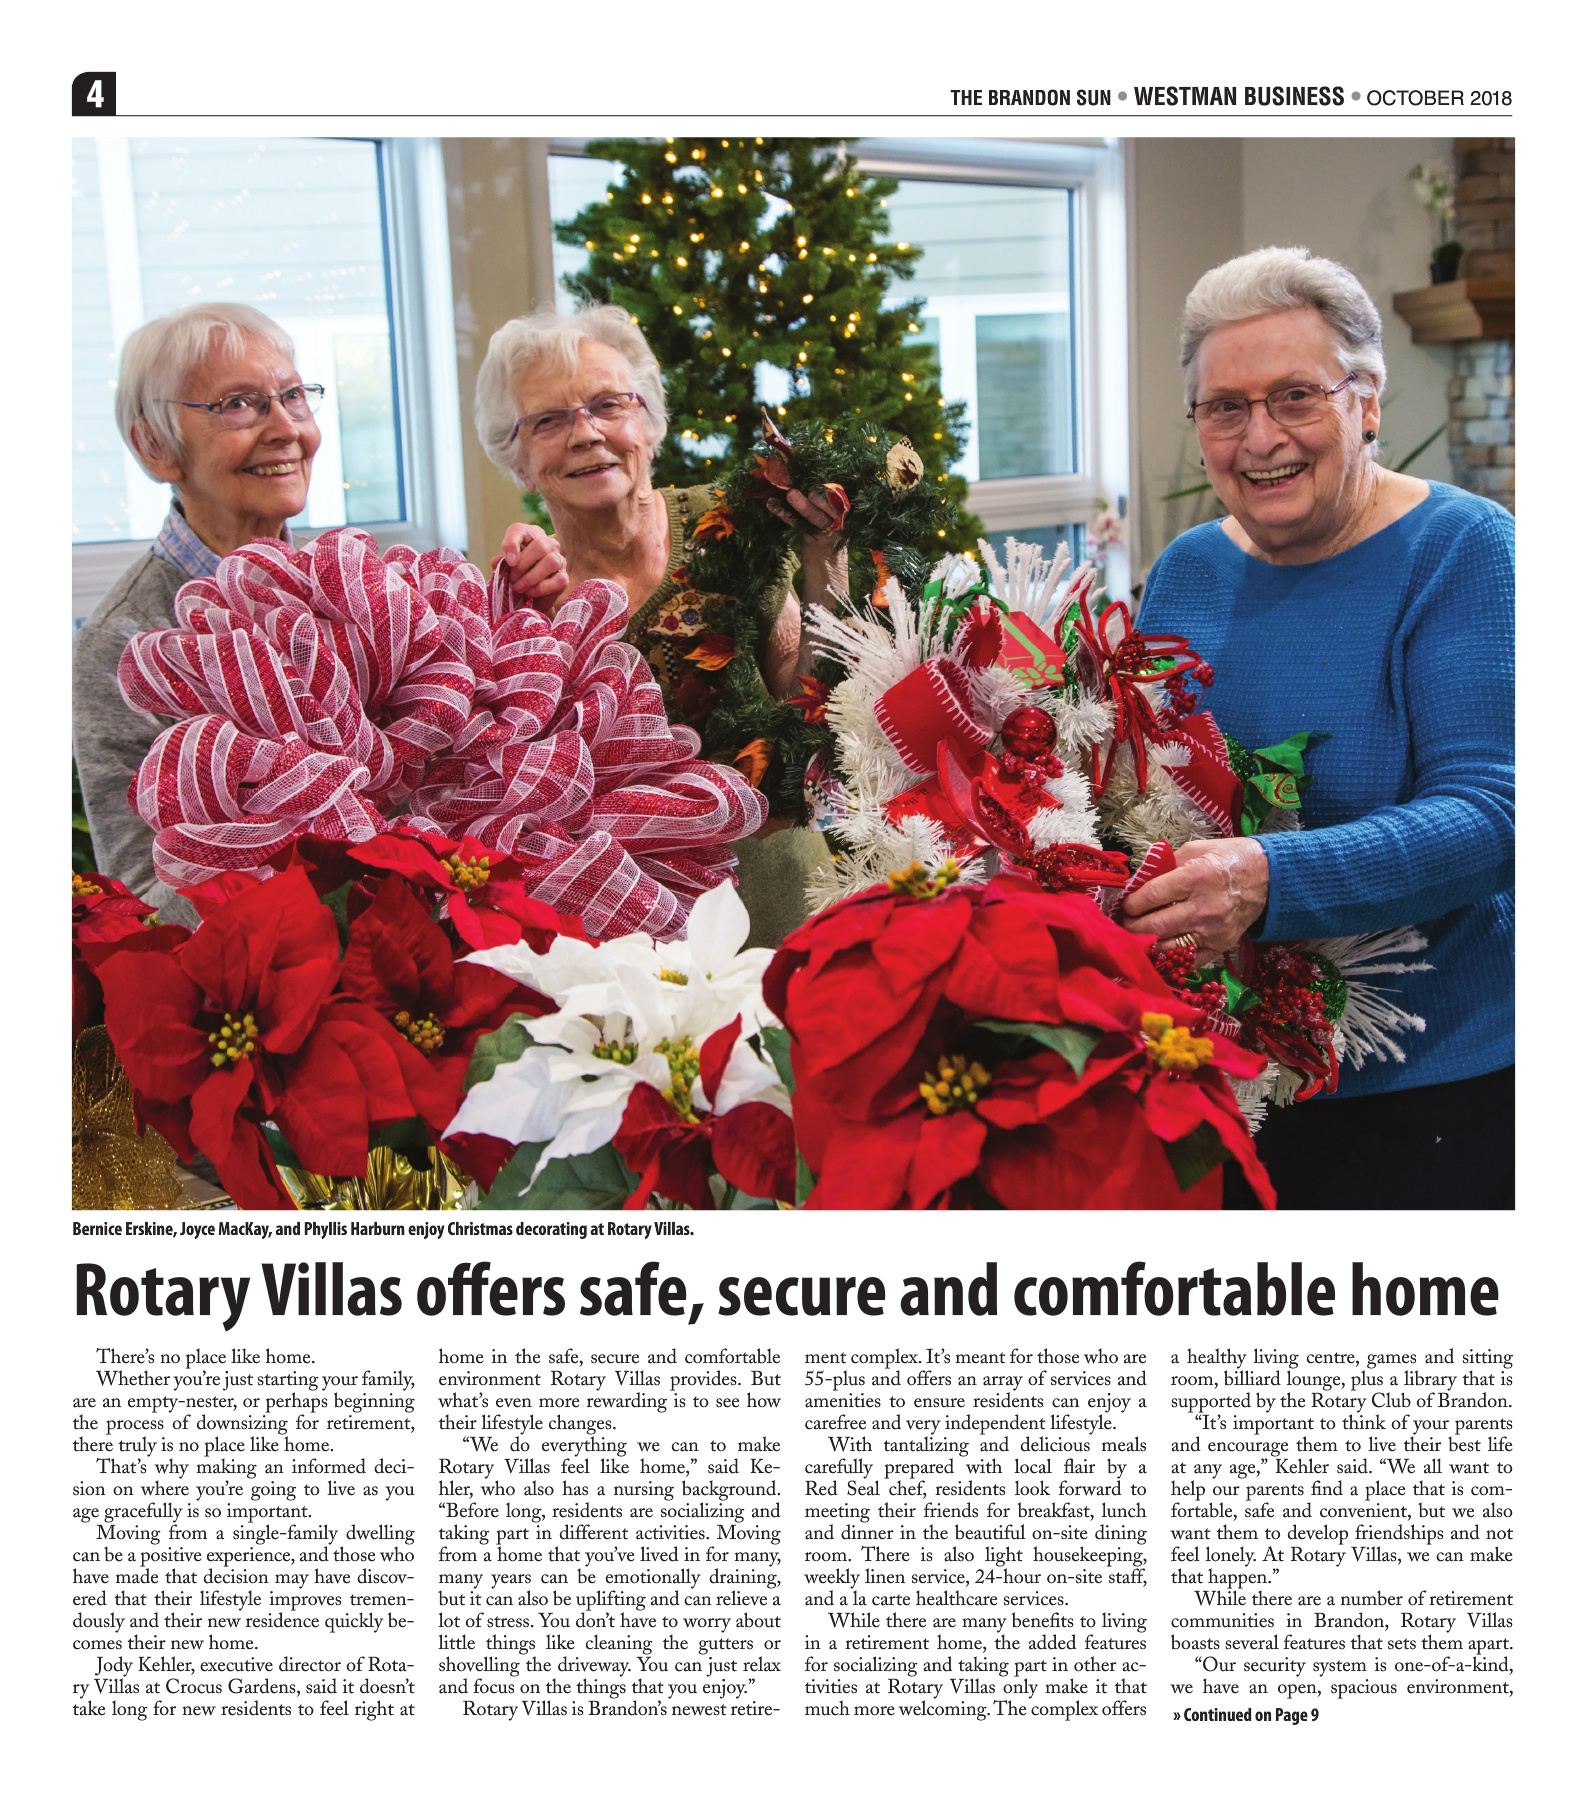 4
THE BRANDON SUN • WESTMAN BUSINESS • OCTOBER 2018
Bernice Erskine, Joyce MacKay, and Phyllis Harburn enjoy Christmas decorating at Rotary Villas.
Rotary Villas offers safe, secure and comfortable home
There's no place like home.
Whether you're just starting your family,
are an empty-nester, or perhaps beginning
the process of downsizing for retirement,
there truly is no place like home.
That's why making an informed deci-
sion on where you're going to live as you
age gracefully is so important.
Moving from a single-family dwelling
can be a positive experience, and those who
have made that decision may have discov-
ered that their lifestyle improves tremen-
dously and their new residence quickly be-
comes their new home.
Jody Kehler, executive director of Rota-
ry Villas at Crocus Gardens, said it doesn't
take long for new residents to feel right at
home in the safe, secure and comfortable
environment Rotary Villas provides. But
what's even more rewarding is to see how
their lifestyle changes.
"We do everything we can to make
Rotary Villas feel like home," said Ke-
hler, who also has a nursing background.
"Before long, residents are socializing and
taking part in different activities. Moving
from a home that you've lived in for many,
many years can be emotionally draining,
but it can also be uplifting and can relieve a
lot of stress. You don't have to worry about
little things like cleaning the gutters or
shovelling the driveway. You can just relax
and focus on the things that you enjoy."
Rotary Villas is Brandon's newest retire-
ment complex. It's meant for those who are
55-plus and offers an array of services and
amenities to ensure residents can enjoy a
carefree and very independent lifestyle.
With tantalizing and delicious meals
carefully prepared with local flair by a
Red Seal chef, residents look forward to
meeting their friends for breakfast, lunch
and dinner in the beautiful on-site dining
room. There is also light housekeeping,
weekly linen service, 24-hour on-site staff,
and a la carte healthcare services.
While there are many benefits to living
in a retirement home, the added features
for socializing and taking part in other ac-
tivities at Rotary Villas only make it that
much more welcoming. The complex offers
a healthy living centre, games and sitting
room, billiard lounge, plus a library that is
supported by the Rotary Club of Brandon.
"It's important to think of your parents
and encourage them to live their best life
at any age," Kehler said. "We all want to
help our parents find a place that is com-
fortable, safe and convenient, but we also
want them to develop friendships and not
feel lonely. At Rotary Villas, we can make
that happen."
While there are a number of retirement
communities in Brandon, Rotary Villas
boasts several features that sets them apart.
"Our security system is one-of-a-kind,
we have an open, spacious environment,
» Continued on Page 9